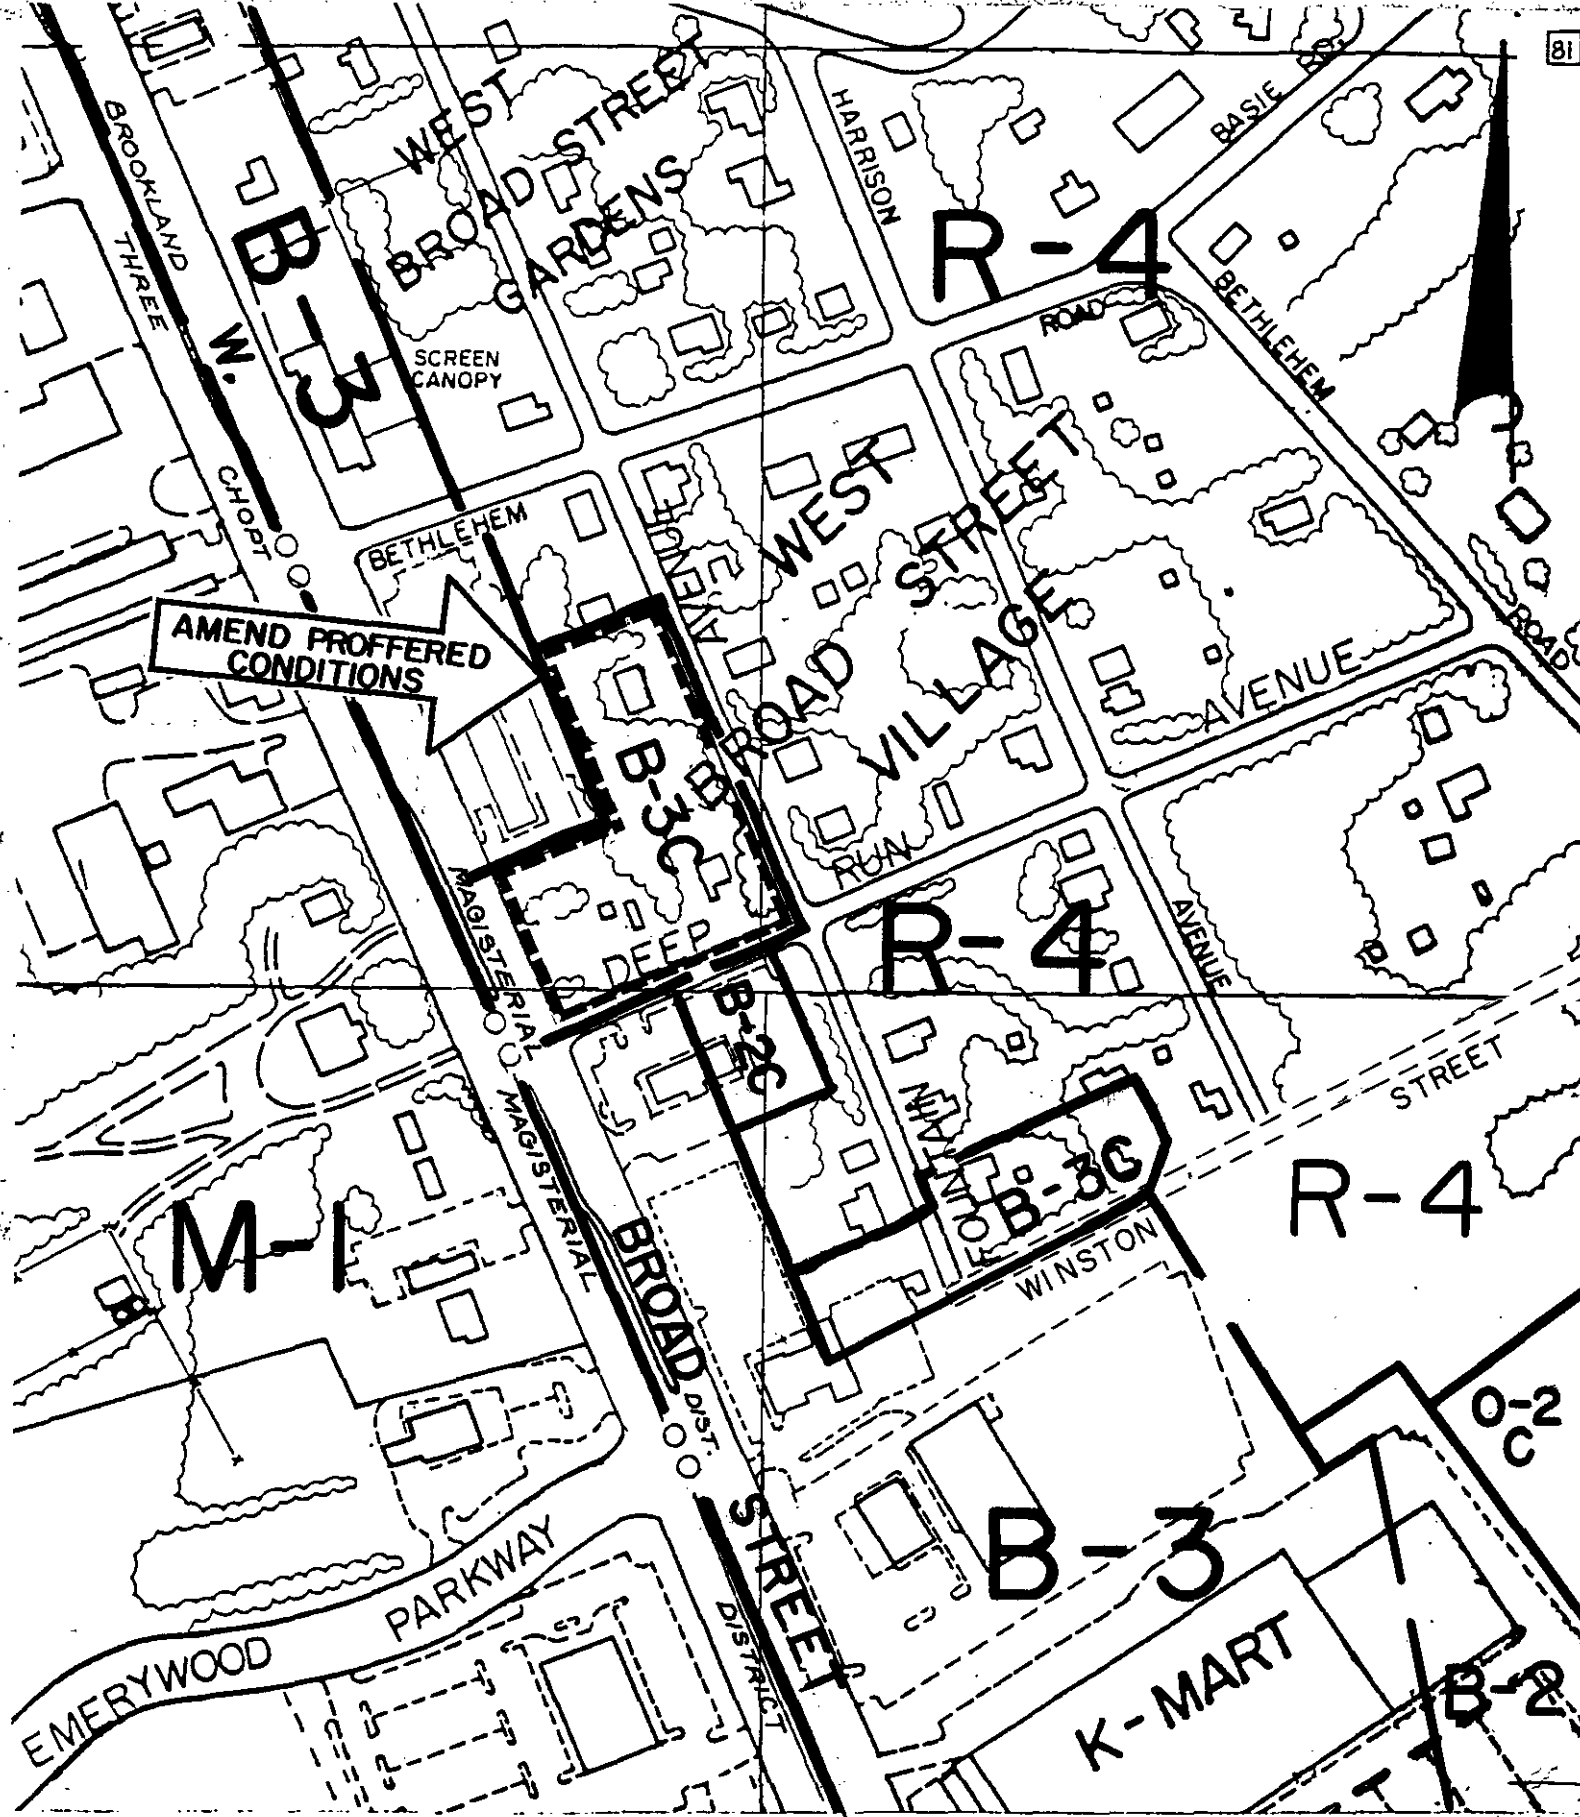 81
BROOKLAND
THREE
CHOPT
WEST
BROAD STREET
GARDENS
HARRISON
BASIE RD
R-4
ROAD
BETHLEHEM
ROAD
B-3
W.
SCREEN
CANOPY
BETHLEHEM
AVENUE
WEST
BROAD STREET
VILLAGE
AMEND PROFFERED
CONDITIONS
B-3C
AVENUE
RUN
DEEP
R-4
AVENUE
MAGISTERIAL
MAGISTERIAL
B-2C
FOUNTAIN
B-3C
WINSTON
STREET
R-4
M-1
BROAD
DIST.
STREET
DISTRICT
O-2
C
B-3
EMERYWOOD
PARKWAY
K-MART
B-2